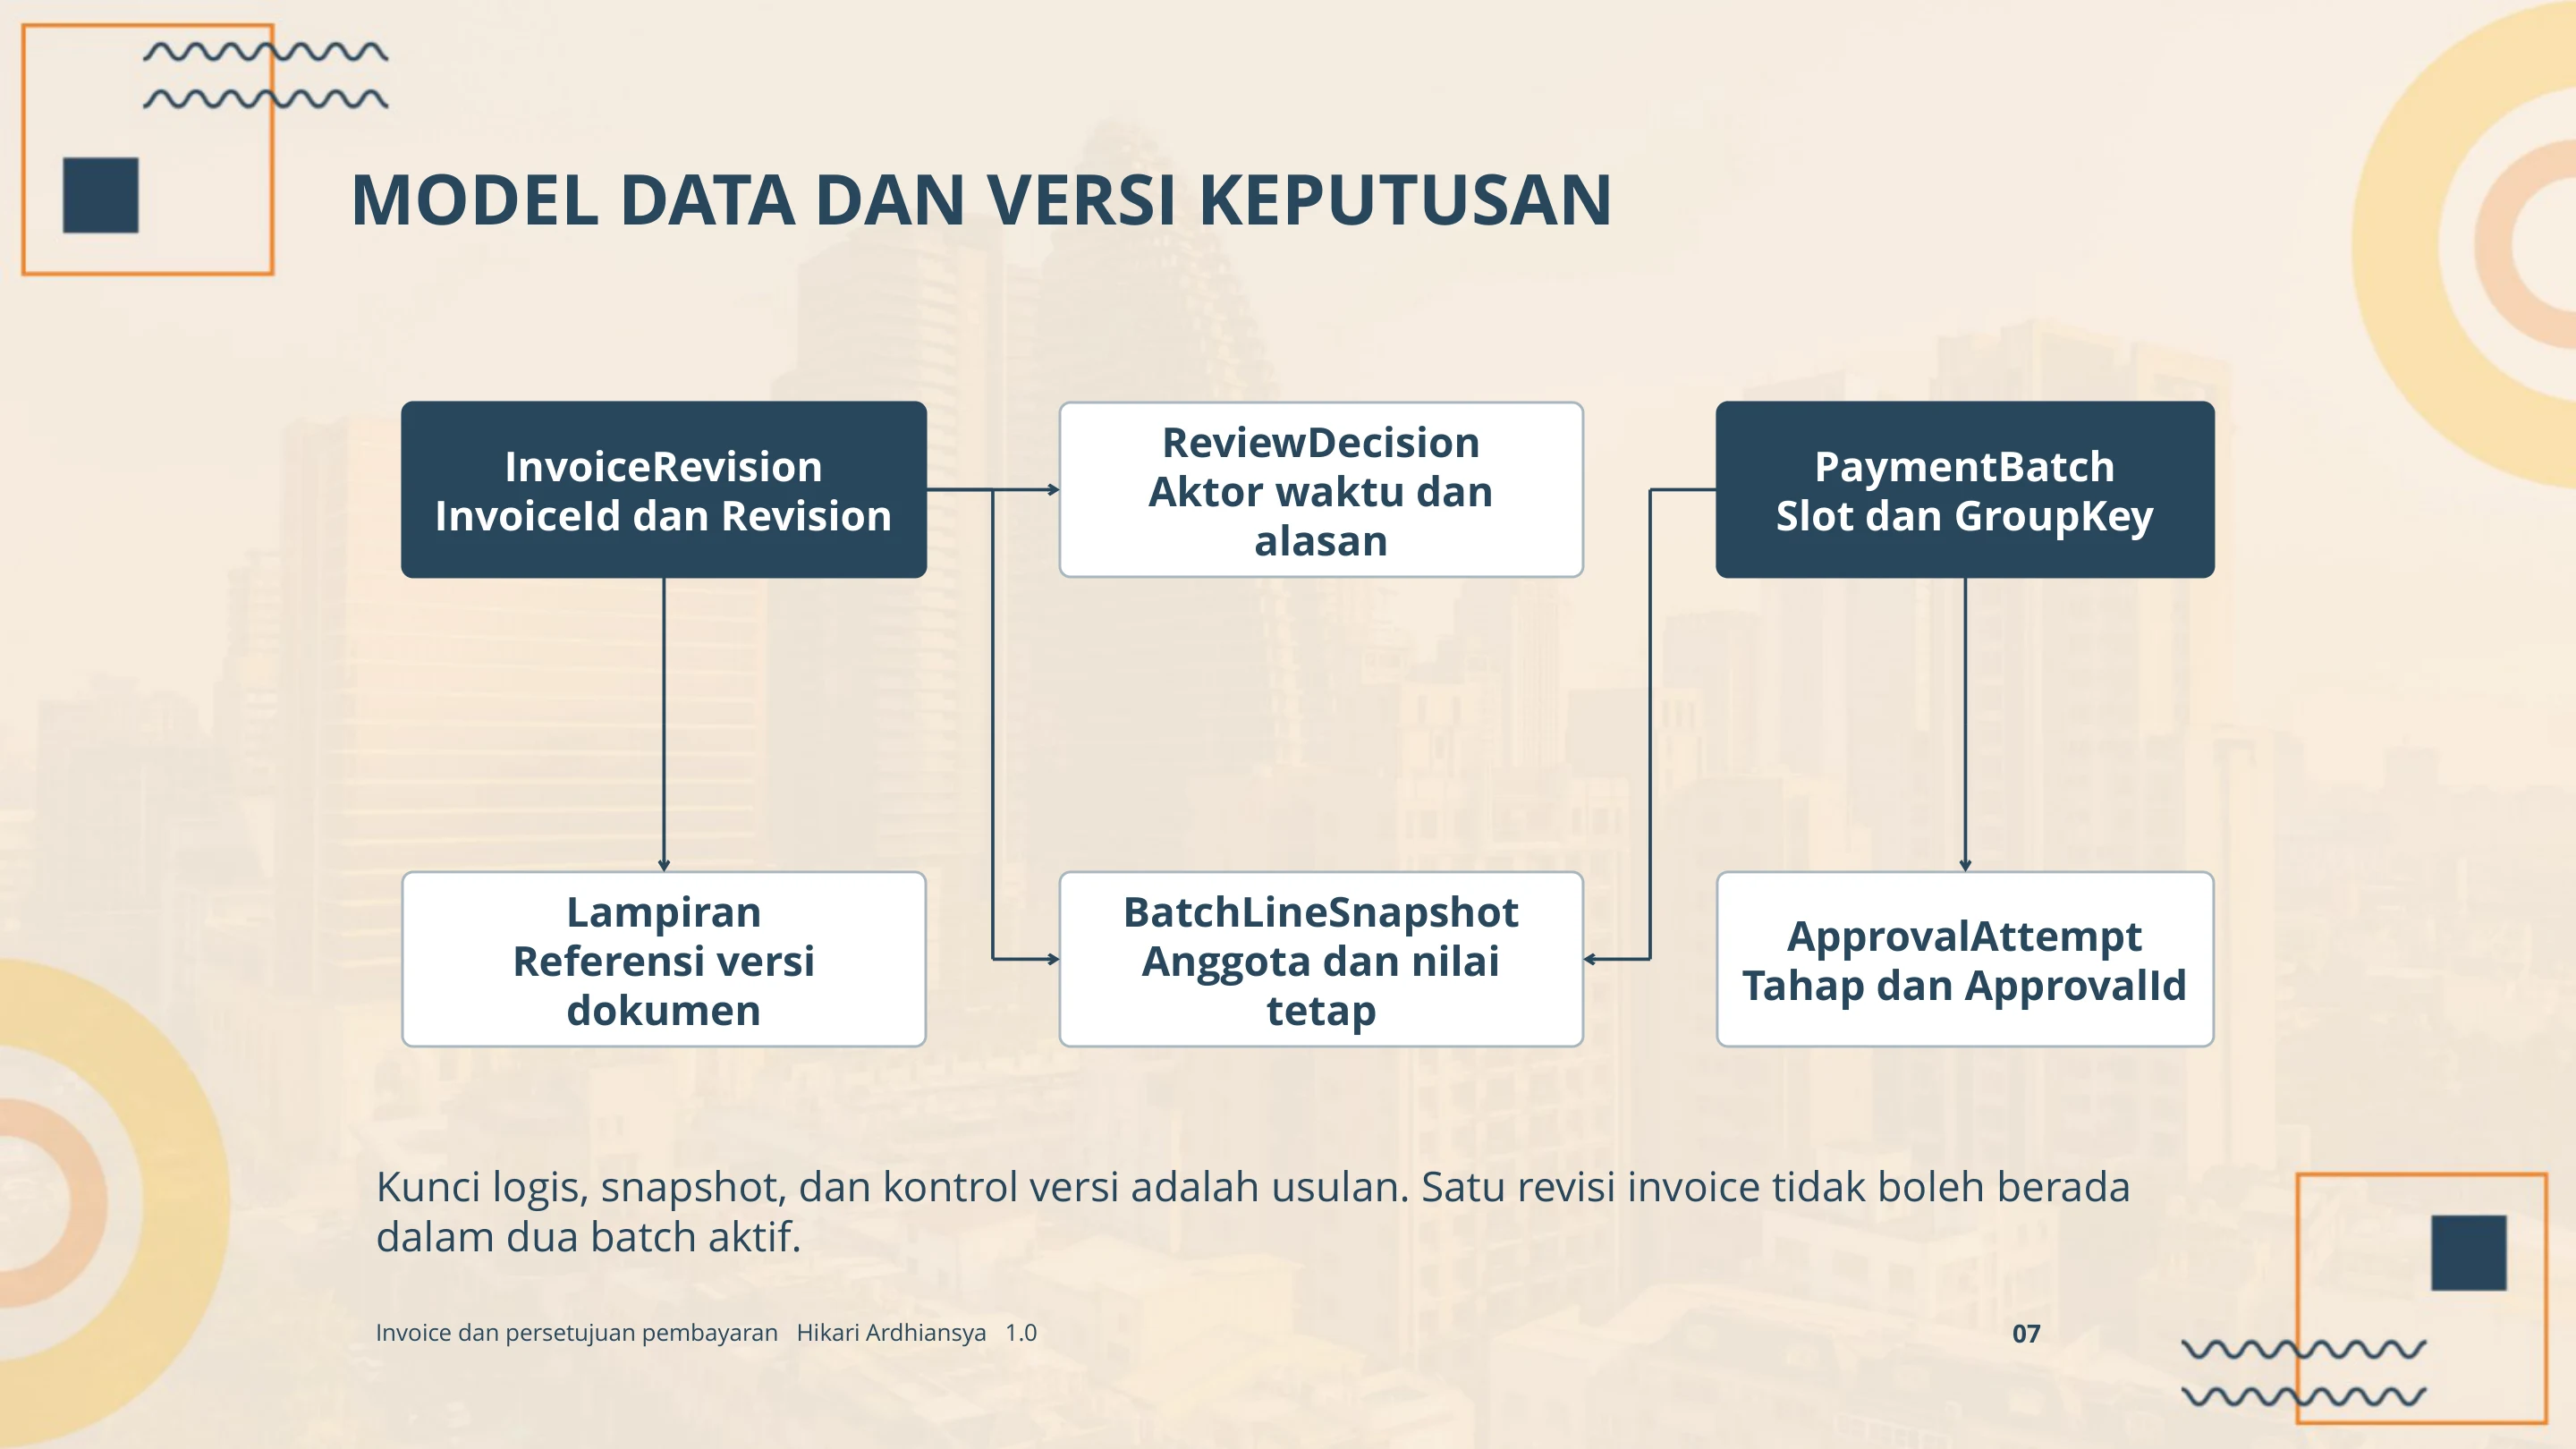 MODEL DATA DAN VERSI KEPUTUSAN
InvoiceRevision
InvoiceId dan Revision
ReviewDecision
Aktor waktu dan
alasan
PaymentBatch
Slot dan GroupKey
Lampiran
Referensi versi
dokumen
BatchLineSnapshot
Anggota dan nilai
tetap
ApprovalAttempt
Tahap dan ApprovalId
Kunci logis, snapshot, dan kontrol versi adalah usulan. Satu revisi invoice tidak boleh berada
dalam dua batch aktif.
Invoice dan persetujuan pembayaran   Hikari Ardhiansya   1.0
07